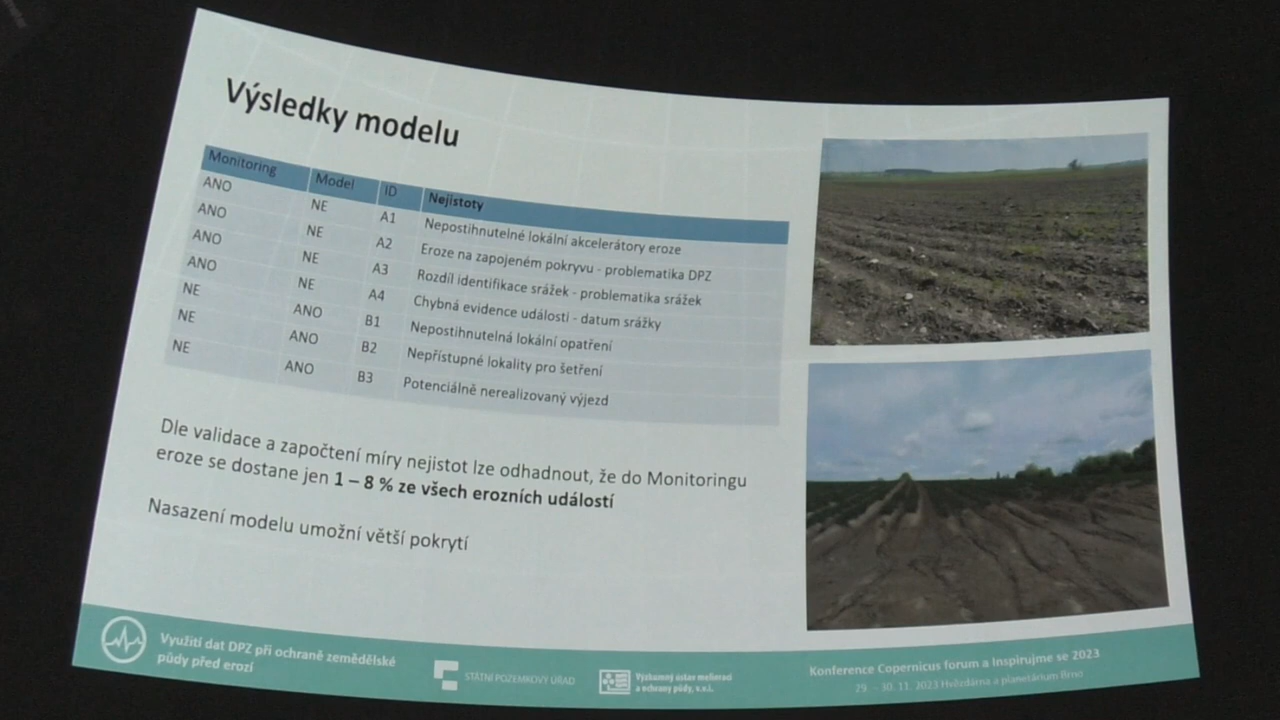 Výsledky modelu
Monitoring Model ID Nejistoty
ANO NE A1 Nepostihnutelné lokální akcelerátory eroze
ANO NE A2 Eroze na zapojeném pokryvu - problematika DPZ
ANO NE A3 Rozdíl identifikace srážek - problematika srážek
ANO NE A4 Chybná evidence události - datum srážky
NE ANO B1 Nepostihnutelná lokální opatření
NE ANO B2 Nepřístupné lokality pro šetření
NE ANO B3 Potenciálně nerealizovaný výjezd
Dle validace a započtení míry nejistot lze odhadnout, že do Monitoringu
eroze se dostane jen 1 – 8 % ze všech erozních událostí
Nasazení modelu umožní větší pokrytí
Využití dat DPZ při ochraně zemědělské
půdy před erozí
STÁTNÍ POZEMKOVÝ ÚŘAD
Výzkumný ústav meliorací
a ochrany půdy, v.v.i.
Konference Copernicus forum a Inspirujme se 2023
29. - 30. 11. 2023 Hvězdárna a planetárium Brno